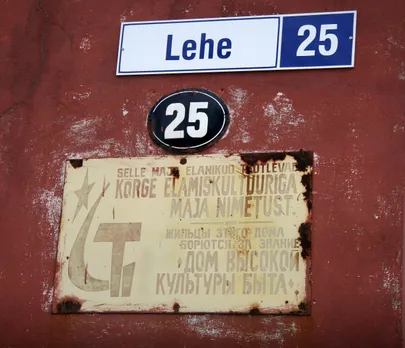 Lehe 25
25
SELLE MAJA ELANIKUD VÕITLEVAD
KÕRGE ELAMISKULTUURIGA
MAJA NIMETUST.
ЖИЛЬЦЫ ЭТОГО ДОМА
БОРЮТСЯ ЗА ЗВАНИЕ
"ДОМ ВЫСОКОЙ
КУЛЬТУРЫ БЫТА"